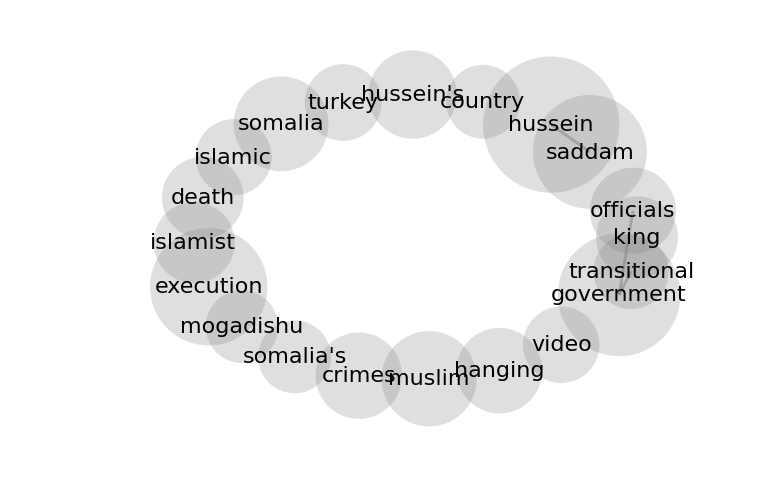 hussein's
country
turkey
somalia
hussein
saddam
islamic
death
officials
king
islamist
transitional
execution
government
mogadishu
video
somalia's
hanging
crimes
muslim